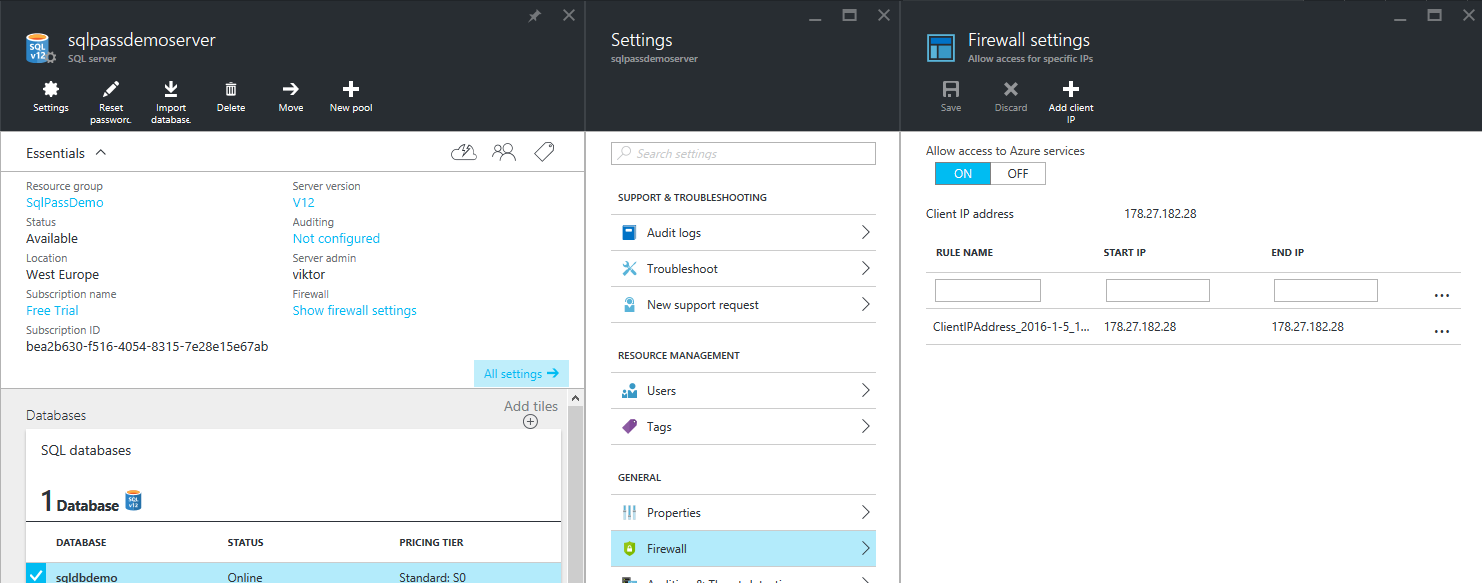 sqlpassdemoserver
SQL server
Settings
Reset passworc
Import database
Delete
Move
New pool
Essentials
Resource group
SqlPassDemo
Status
Available
Location
West Europe
Subscription name
Free Trial
Subscription ID
bea2b630-f516-4054-8315-7e28e15e67ab
Server version
V12
Auditing
Not configured
Server admin
viktor
Firewall
Show firewall settings
All settings
Databases
Add tiles
SQL databases
1 Database
DATABASE STATUS PRICING TIER
sqldbdemo Online Standard: S0
Settings
sqlpassdemoserver
Search settings
SUPPORT & TROUBLESHOOTING
Audit logs
Troubleshoot
New support request
RESOURCE MANAGEMENT
Users
Tags
GENERAL
Properties
Firewall
Firewall settings
Allow access for specific IPs
Save
Discard
Add client IP
Allow access to Azure services
ON OFF
Client IP address 178.27.182.28
RULE NAME START IP END IP
...
ClientIPAddress_2016-1-5_1... 178.27.182.28 178.27.182.28 ...